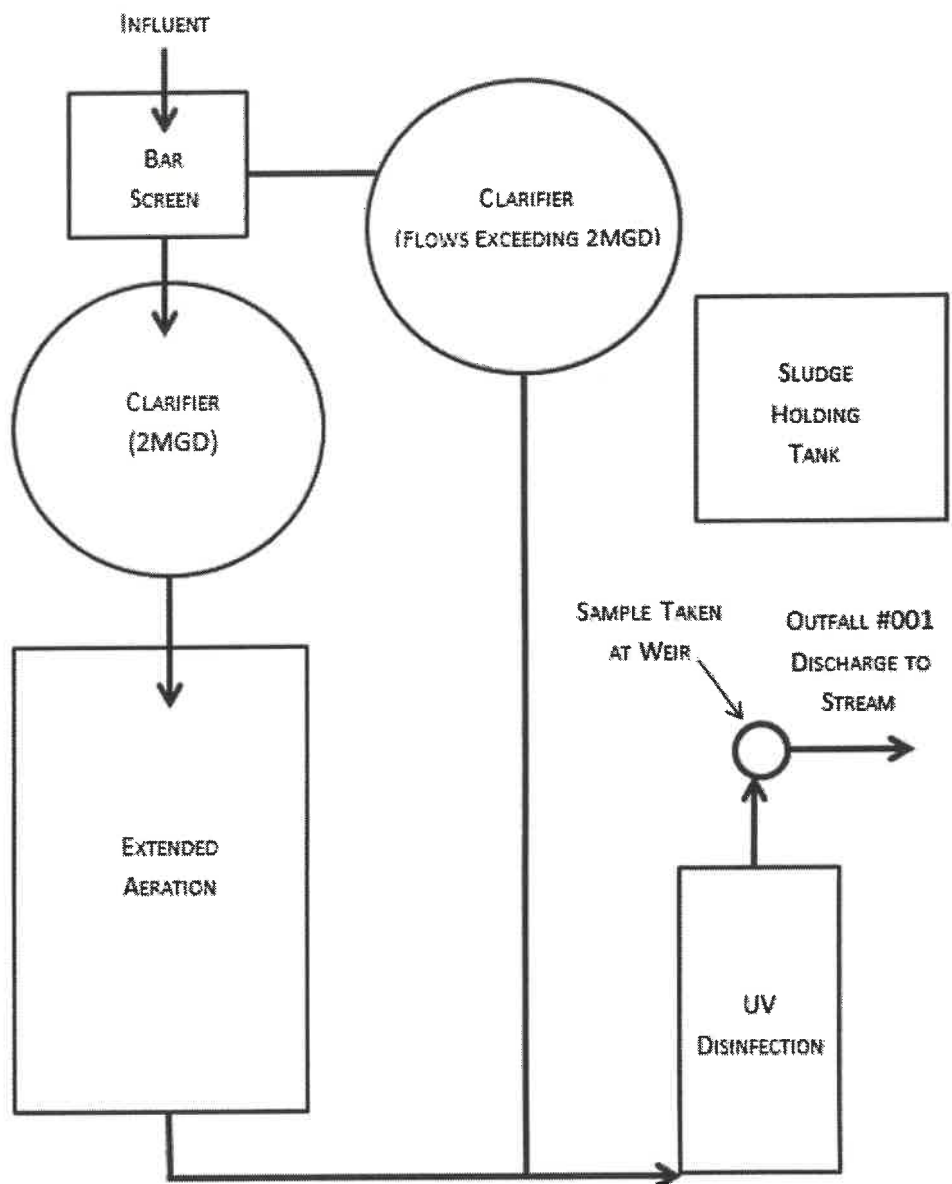 INFLUENT
BAR
SCREEN
CLARIFIER
(FLOWS EXCEEDING 2MGD)
CLARIFIER
(2MGD)
SLUDGE
HOLDING
TANK
SAMPLE TAKEN
AT WEIR
OUTFALL #001
DISCHARGE TO
STREAM
EXTENDED
AERATION
UV
DISINFECTION